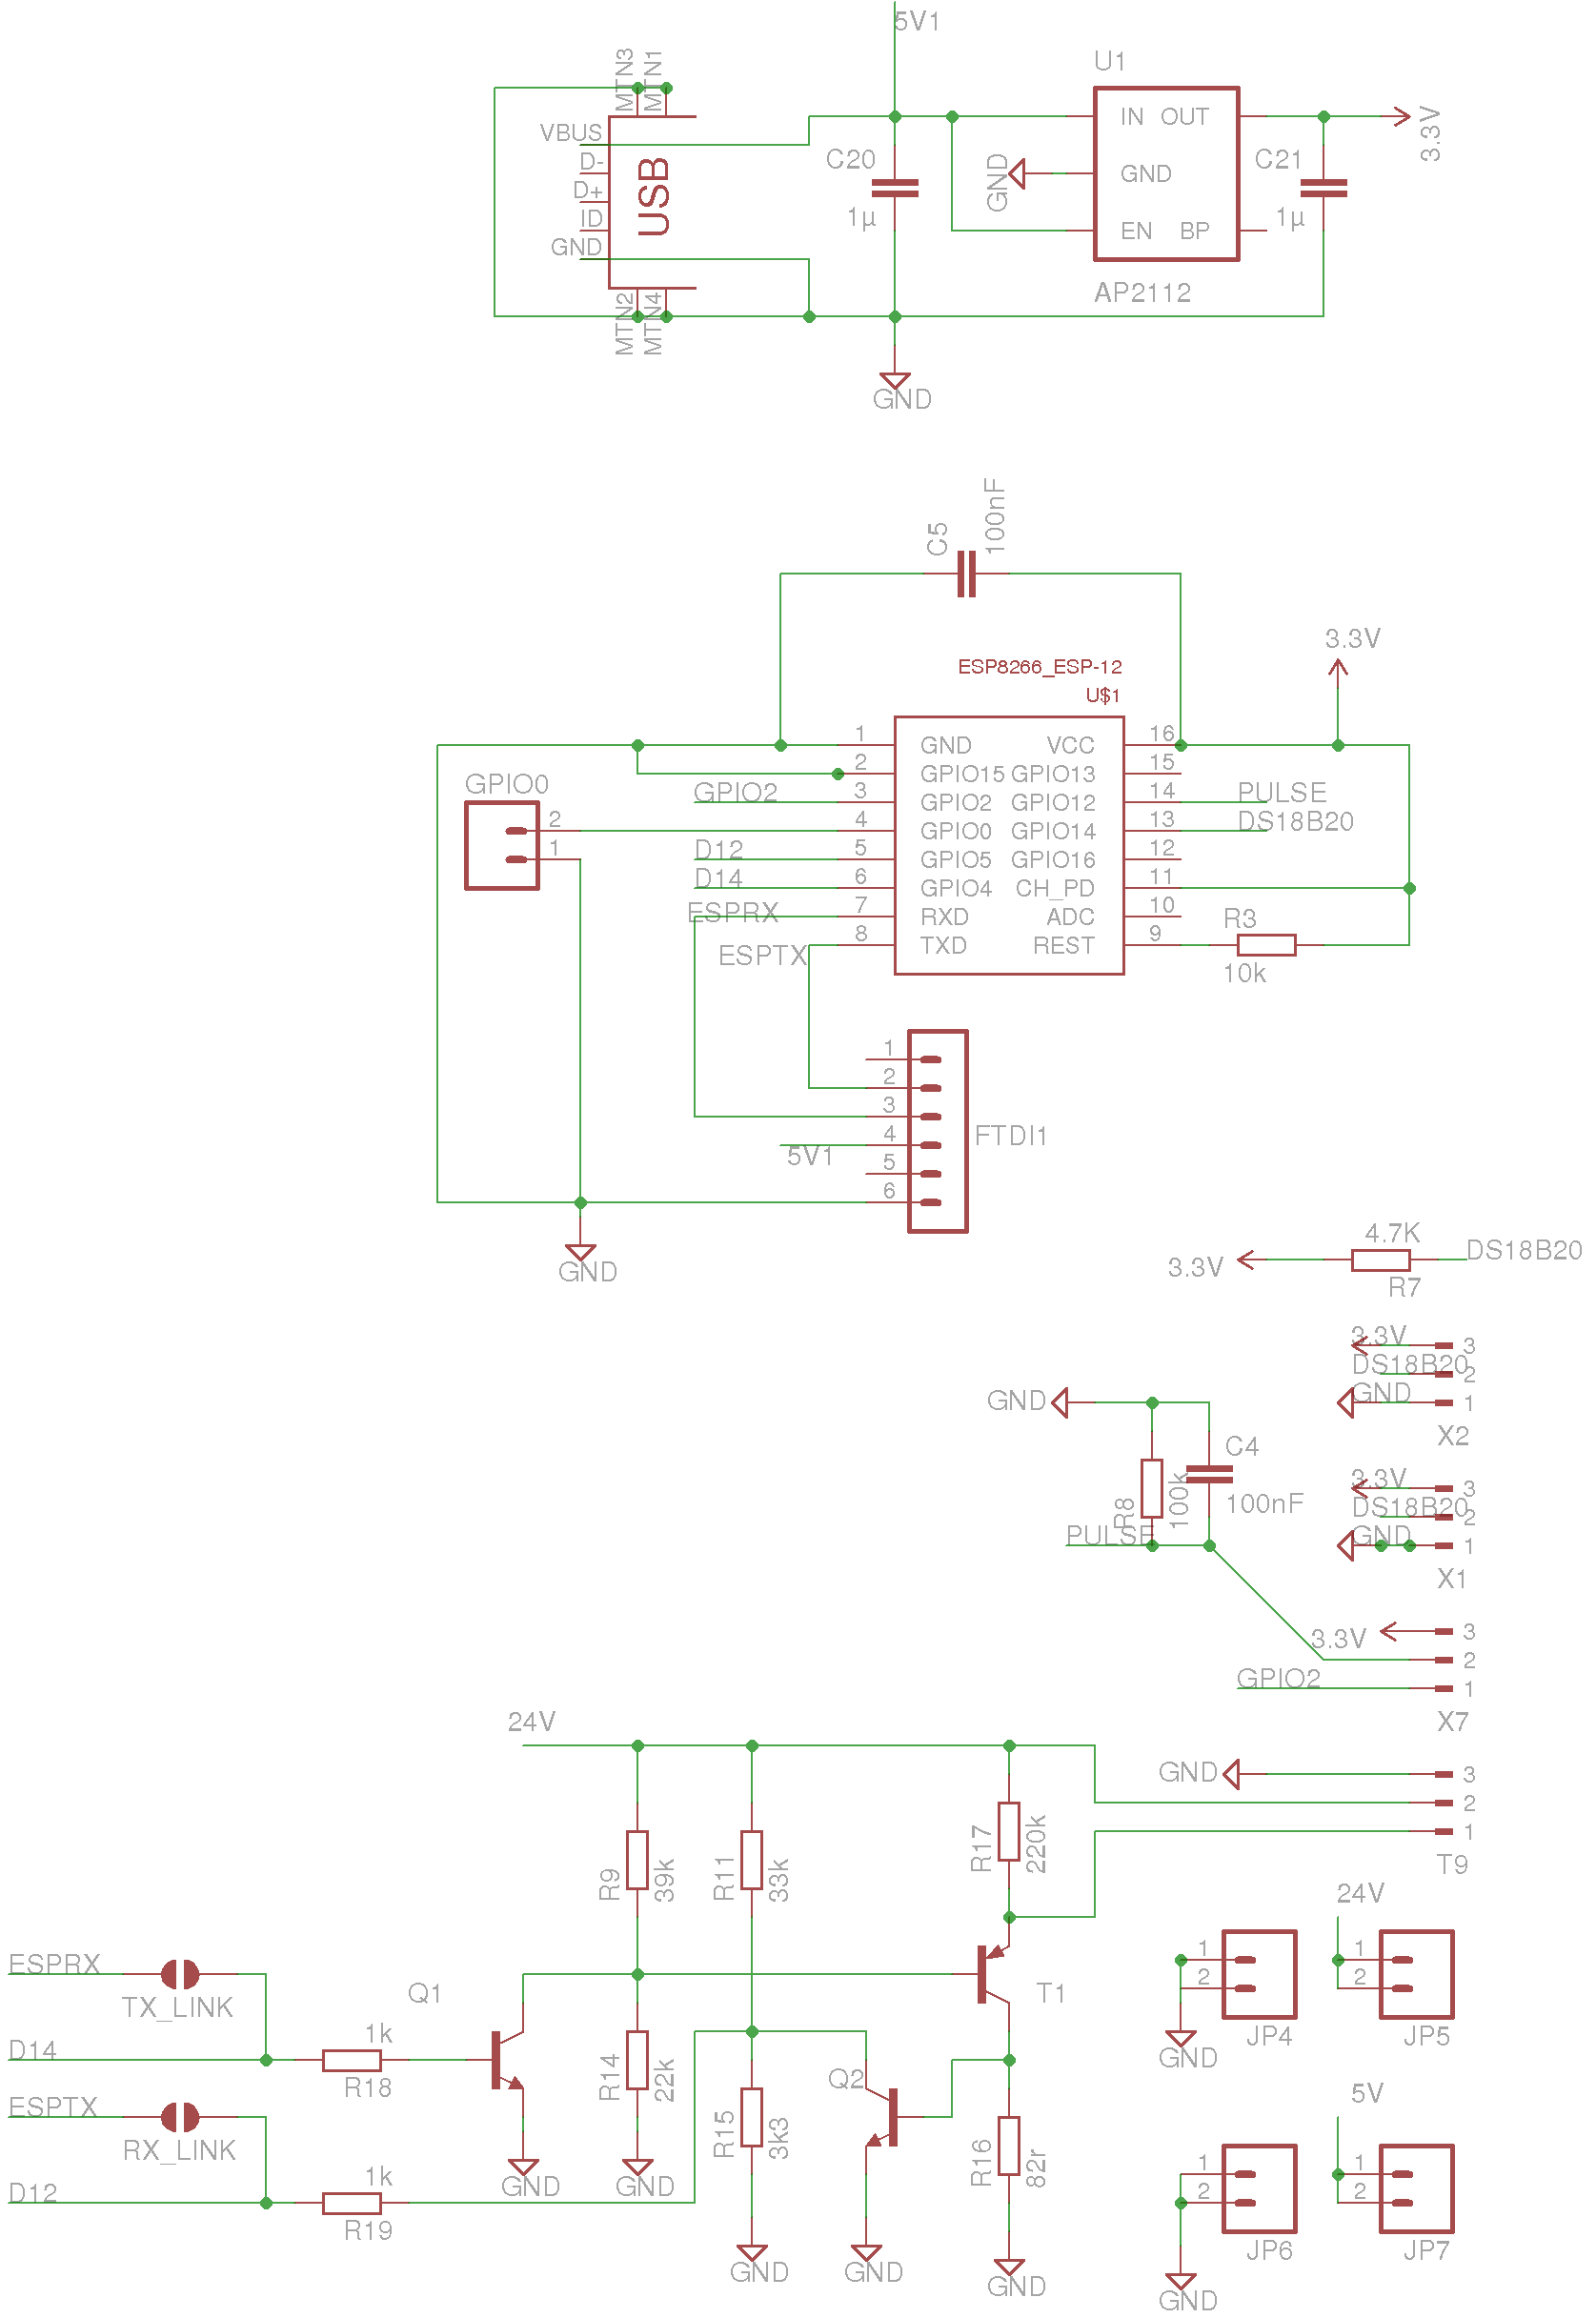 5V1
U1
MTN3
MTN1
VBUS
D-
D+
ID
GND
USB
MTN2
MTN4
C20
1µ
GND
IN OUT
GND
EN BP
AP2112
C21
1µ
3.3V
GND
C5
100nF
3.3V
ESP8266_ESP-12
U$1
1 GND VCC 16
2 GPIO15 GPIO13 15
GPIO2 3 GPIO2 GPIO12 14 PULSE
4 GPIO0 GPIO14 13 DS18B20
D12 5 GPIO5 GPIO16 12
D14 6 GPIO4 CH_PD 11
ESPRX 7 RXD ADC 10
ESPTX 8 TXD REST 9
GPIO0
2
1
R3
10k
1
2
3
4
5
6
5V1
FTDI1
GND
3.3V
4.7K
R7
DS18B20
3.3V 3
DS18B20 2
GND 1
X2
GND
R8
100k
C4
100nF
PULSE
3.3V 3
DS18B20 2
GND 1
X1
3.3V 3
2
GPIO2 1
X7
24V
GND 3
2
1
T9
R9
39k
R11
33k
R17
220k
24V
1
2
JP4
GND
1
2
JP5
ESPRX
TX_LINK
D14
1k
R18
Q1
T1
R14
22k
Q2
R15
3k3
R16
82r
ESPTX
RX_LINK
D12
1k
R19
GND
GND
GND
GND
GND
5V
1
2
JP6
GND
1
2
JP7